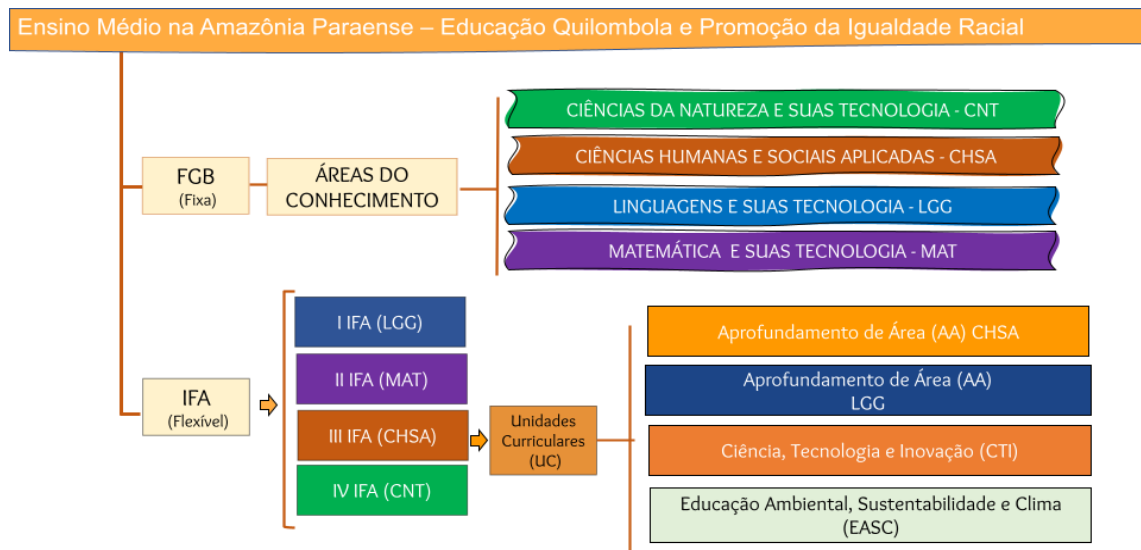 Ensino Médio na Amazônia Paraense – Educação Quilombola e Promoção da Igualdade Racial
CIÊNCIAS DA NATUREZA E SUAS TECNOLOGIA - CNT
CIÊNCIAS HUMANAS E SOCIAIS APLICADAS - CHSA
FGB
(Fixa)
ÁREAS DO
CONHECIMENTO
LINGUAGENS E SUAS TECNOLOGIA - LGG
MATEMÁTICA E SUAS TECNOLOGIA - MAT
IFA
(Flexível)
I IFA (LGG)
II IFA (MAT)
III IFA (CHSA)
IV IFA (CNT)
Unidades
Curriculares
(UC)
Aprofundamento de Área (AA) CHSA
Aprofundamento de Área (AA)
LGG
Ciência, Tecnologia e Inovação (CTI)
Educação Ambiental, Sustentabilidade e Clima
(EASC)